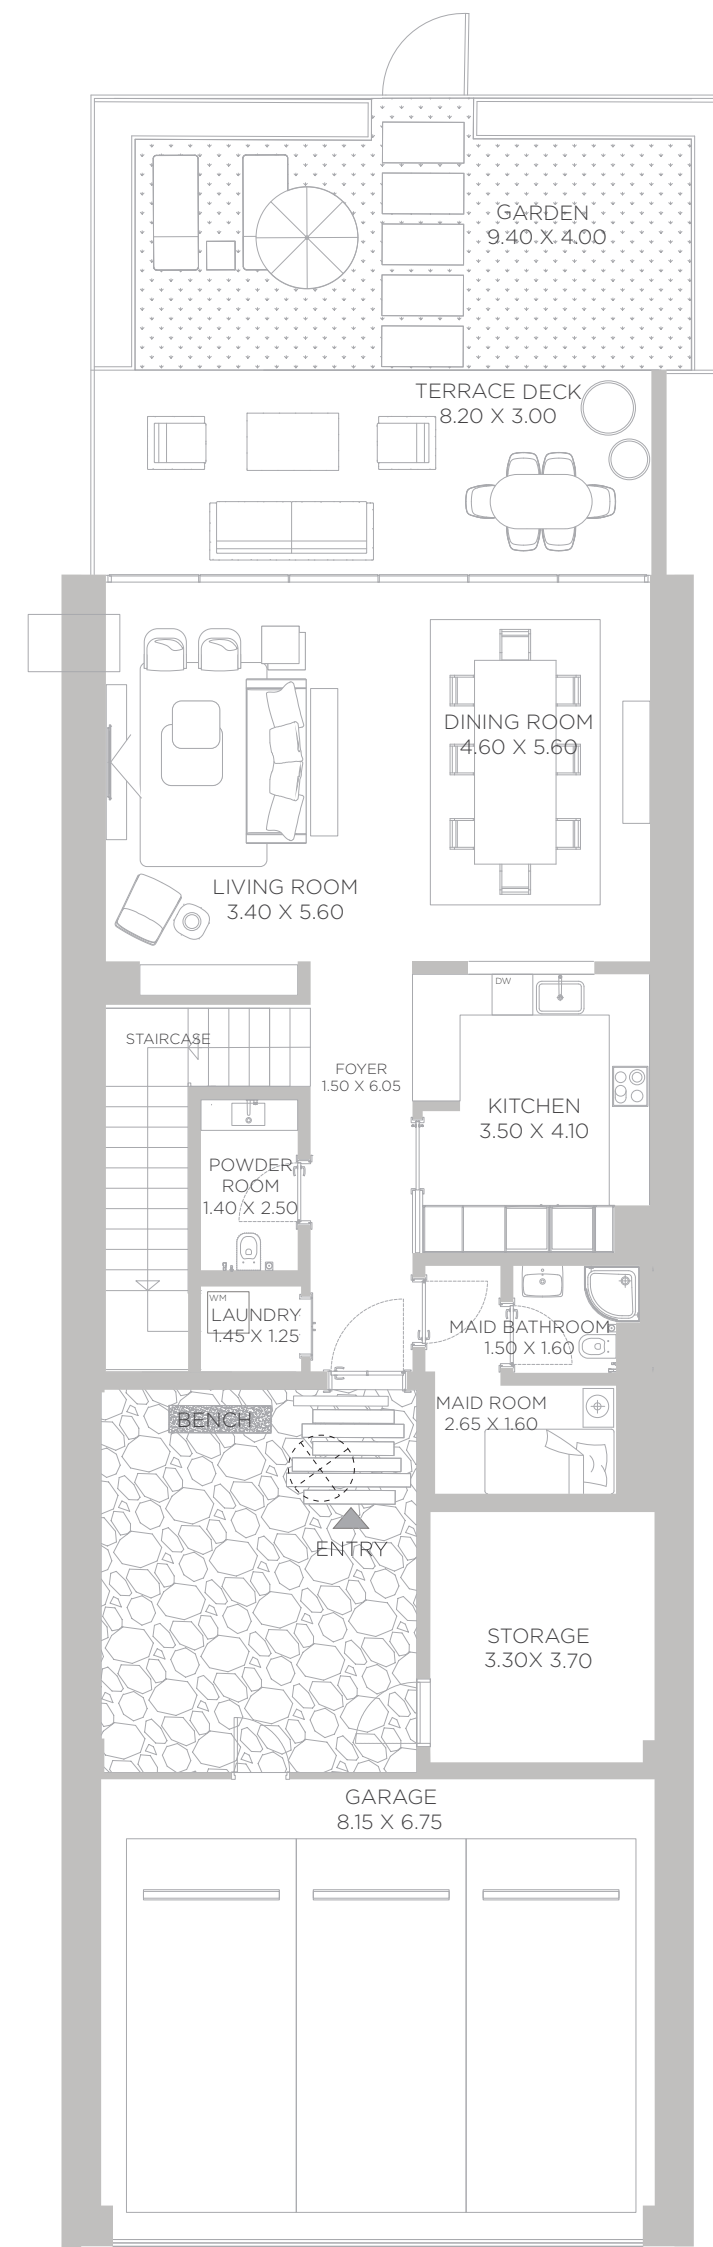 GARDEN
9.40 X 4.00
TERRACE DECK
8.20 X 3.00
DINING ROOM
4.60 X 5.60
LIVING ROOM
3.40 X 5.60
DW
STAIRCASE
FOYER
1.50 X 6.05
KITCHEN
3.50 X 4.10
POWDER
ROOM
1.40 X 2.50
WM
LAUNDRY
1.45 X 1.25
MAID BATHROOM
1.50 X 1.60
MAID ROOM
2.65 X 1.60
BENCH
ENTRY
STORAGE
3.30X 3.70
GARAGE
8.15 X 6.75